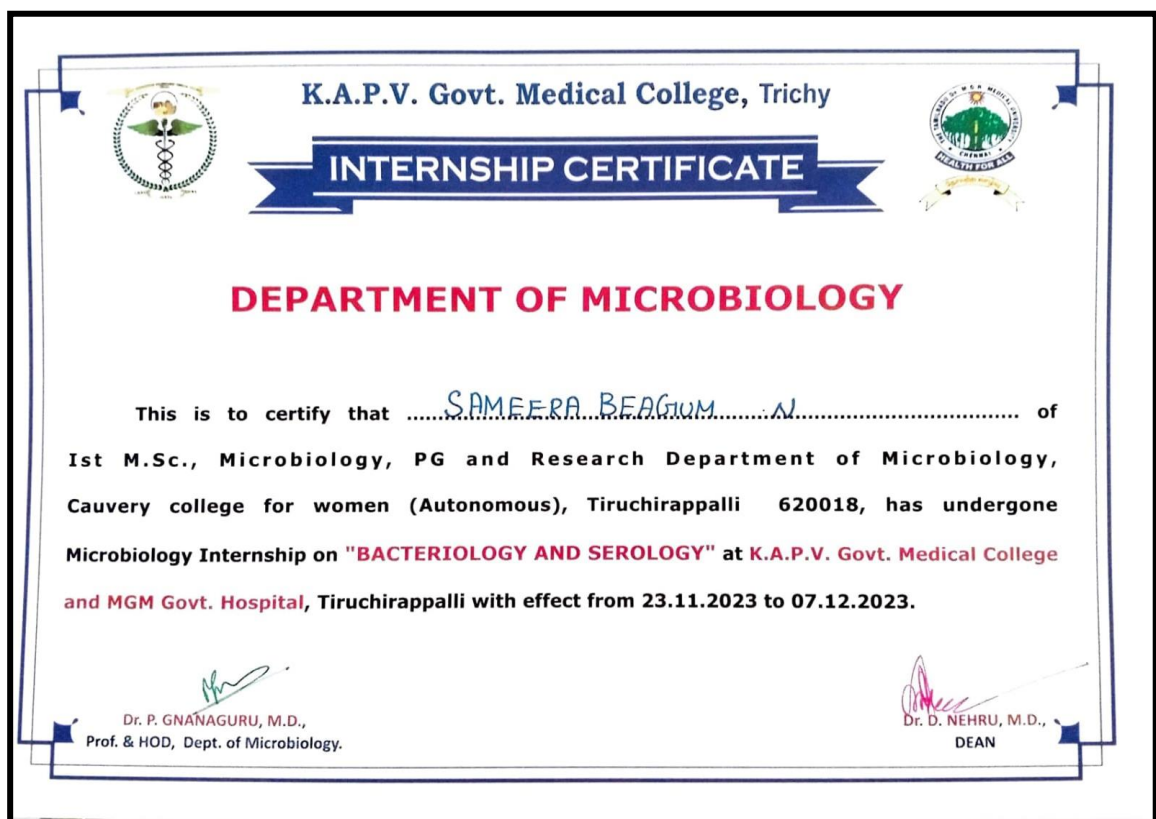 K.A.P.V. Govt. Medical College, Trichy
INTERNSHIP CERTIFICATE
CHENNAI
HEALTH FOR ALL
DEPARTMENT OF MICROBIOLOGY
This is to certify that ......SAMEERA BEAGUM N...... of
Ist M.Sc., Microbiology, PG and Research Department of Microbiology,
Cauvery college for women (Autonomous), Tiruchirappalli 620018, has undergone
Microbiology Internship on "BACTERIOLOGY AND SEROLOGY" at K.A.P.V. Govt. Medical College
and MGM Govt. Hospital, Tiruchirappalli with effect from 23.11.2023 to 07.12.2023.
Dr. P. GNANAGURU, M.D.,
Prof. & HOD, Dept. of Microbiology.
Dr. D. NEHRU, M.D.,
DEAN